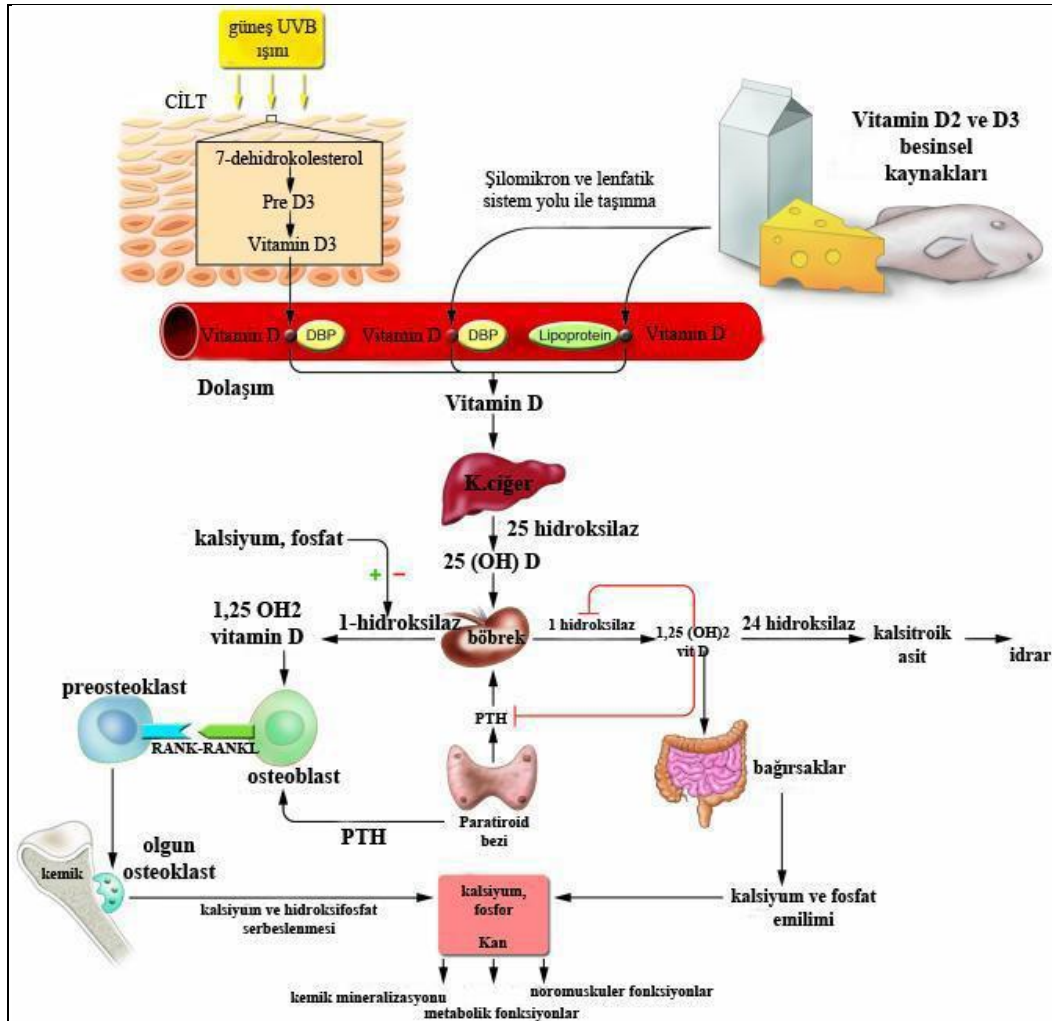 güneş UVB
ışını
CİLT
7-dehidrokolesterol
Pre D3
Vitamin D3
Şilomikron ve lenfatik
sistem yolu ile taşınma
Vitamin D2 ve D3
besinsel
kaynakları
Vitamin D
DBP
Vitamin D
DBP
Lipoprotein
Vitamin D
Dolaşım
Vitamin D
K.ciğer
25 hidroksilaz
25 (OH) D
kalsiyum, fosfat
+ −
1,25 OH2
vitamin D
1-hidroksilaz
böbrek
1 hidroksilaz
1,25 (OH)2
vit D
24 hidroksilaz
kalsitroik
asit
idrar
preosteoklast
RANK-RANKL
osteoblast
PTH
PTH
Paratiroid
bezi
bağırsaklar
kemik
olgun
osteoklast
kalsiyum ve hidroksifosfat
serbeslenmesi
kalsiyum,
fosfor
Kan
kalsiyum ve fosfat
emilimi
kemik mineralizasyonu
metabolik fonksiyonlar
noromuskuler fonksiyonlar